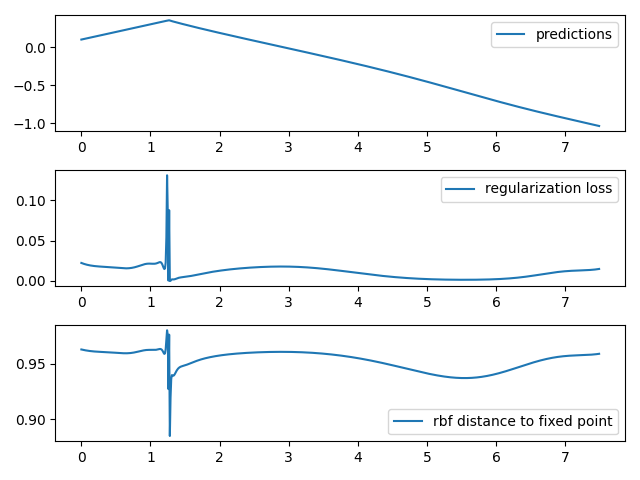 predictions
0.0
−0.5
−1.0
0 1 2 3 4 5 6 7
regularization loss
0.10
0.05
0.00
0 1 2 3 4 5 6 7
0.95
0.90
rbf distance to fixed point
0 1 2 3 4 5 6 7